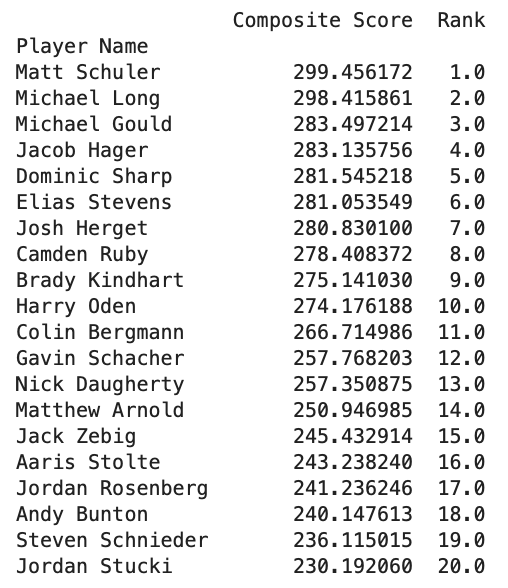 Composite Score Rank
Player Name
Matt Schuler 299.456172 1.0
Michael Long 298.415861 2.0
Michael Gould 283.497214 3.0
Jacob Hager 283.135756 4.0
Dominic Sharp 281.545218 5.0
Elias Stevens 281.053549 6.0
Josh Herget 280.830100 7.0
Camden Ruby 278.408372 8.0
Brady Kindhart 275.141030 9.0
Harry Oden 274.176188 10.0
Colin Bergmann 266.714986 11.0
Gavin Schacher 257.768203 12.0
Nick Daugherty 257.350875 13.0
Matthew Arnold 250.946985 14.0
Jack Zebig 245.432914 15.0
Aaris Stolte 243.238240 16.0
Jordan Rosenberg 241.236246 17.0
Andy Bunton 240.147613 18.0
Steven Schnieder 236.115015 19.0
Jordan Stucki 230.192060 20.0